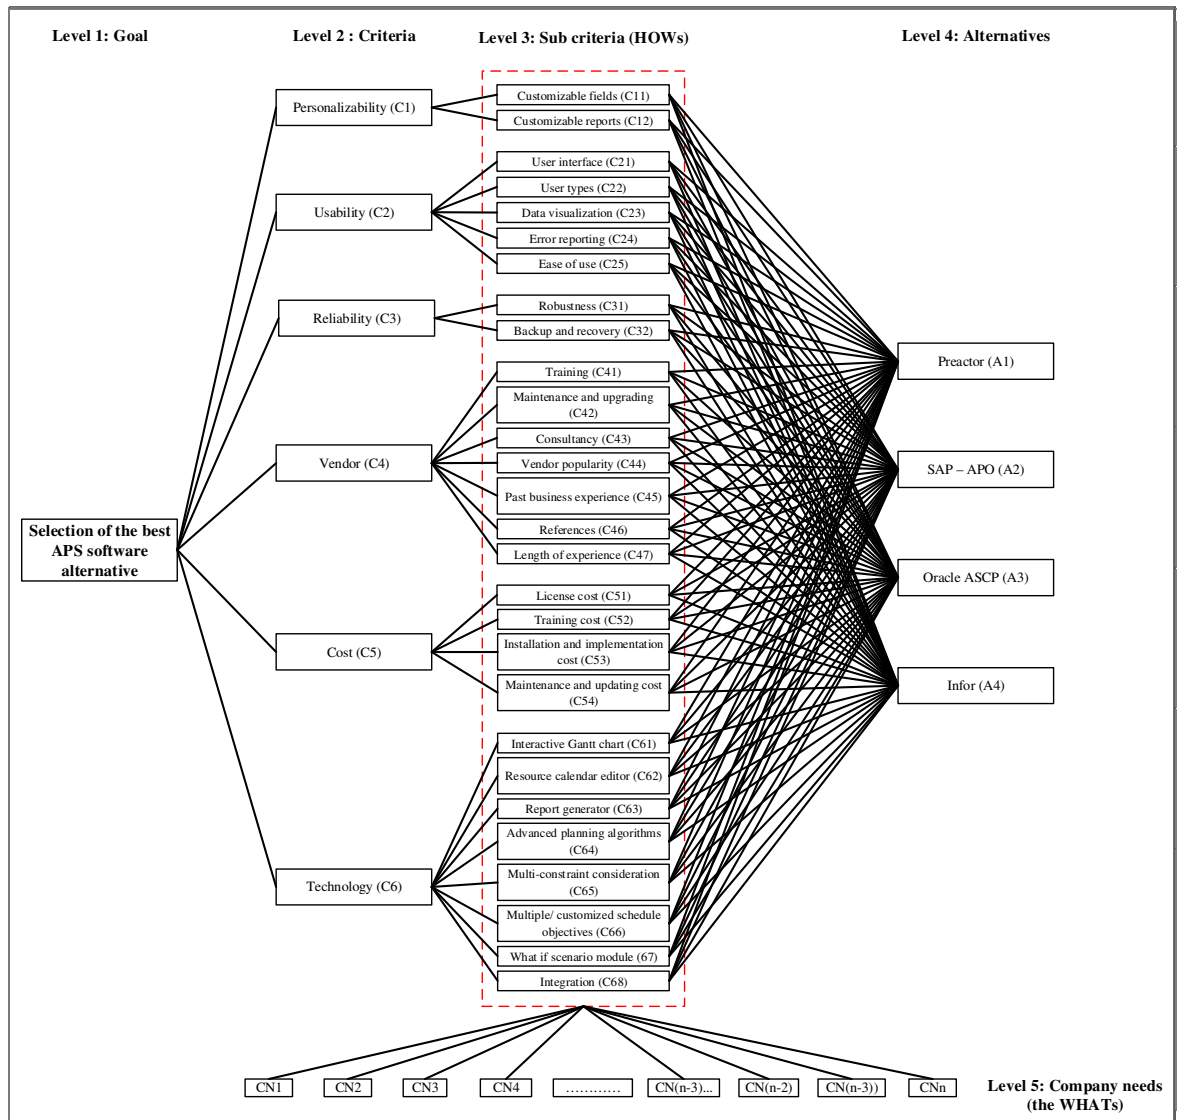 Level 1: Goal
Level 2 : Criteria
Level 3: Sub criteria (HOWs)
Level 4: Alternatives
Selection of the best
APS software
alternative
Personalizability (C1)
Usability (C2)
Reliability (C3)
Vendor (C4)
Cost (C5)
Technology (C6)
Customizable fields (C11)
Customizable reports (C12)
User interface (C21)
User types (C22)
Data visualization (C23)
Error reporting (C24)
Ease of use (C25)
Robustness (C31)
Backup and recovery (C32)
Training (C41)
Maintenance and upgrading
(C42)
Consultancy (C43)
Vendor popularity (C44)
Past business experience (C45)
References (C46)
Length of experience (C47)
License cost (C51)
Training cost (C52)
Installation and implementation
cost (C53)
Maintenance and updating cost
(C54)
Interactive Gantt chart (C61)
Resource calendar editor (C62)
Report generator (C63)
Advanced planning algorithms
(C64)
Multi-constraint consideration
(C65)
Multiple/ customized schedule
objectives (C66)
What if scenario module (67)
Integration (C68)
Preactor (A1)
SAP – APO (A2)
Oracle ASCP (A3)
Infor (A4)
CN1
CN2
CN3
CN4
…………
CN(n-3)...
CN(n-2)
CN(n-3))
CNn
Level 5: Company needs
(the WHATs)